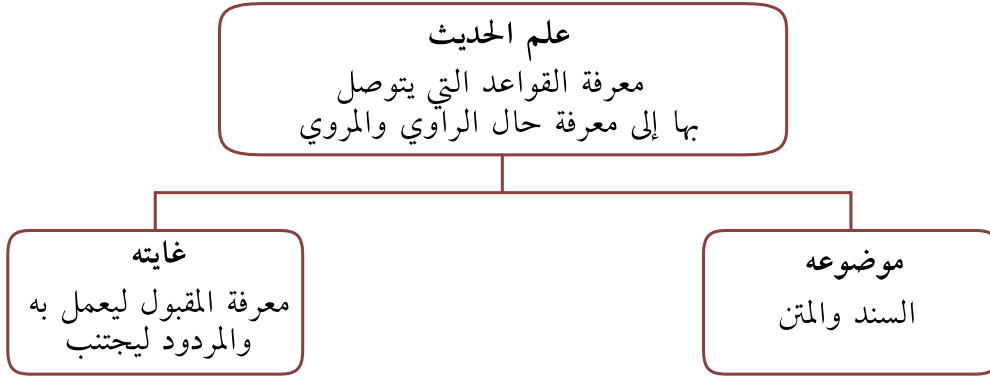 علم الحديث
معرفة القواعد التي يتوصل
بها إلى معرفة حال الراوي والمروي
موضوعه
السند والمتن
غايته
معرفة المقبول ليعمل به
والمردود ليجتنب